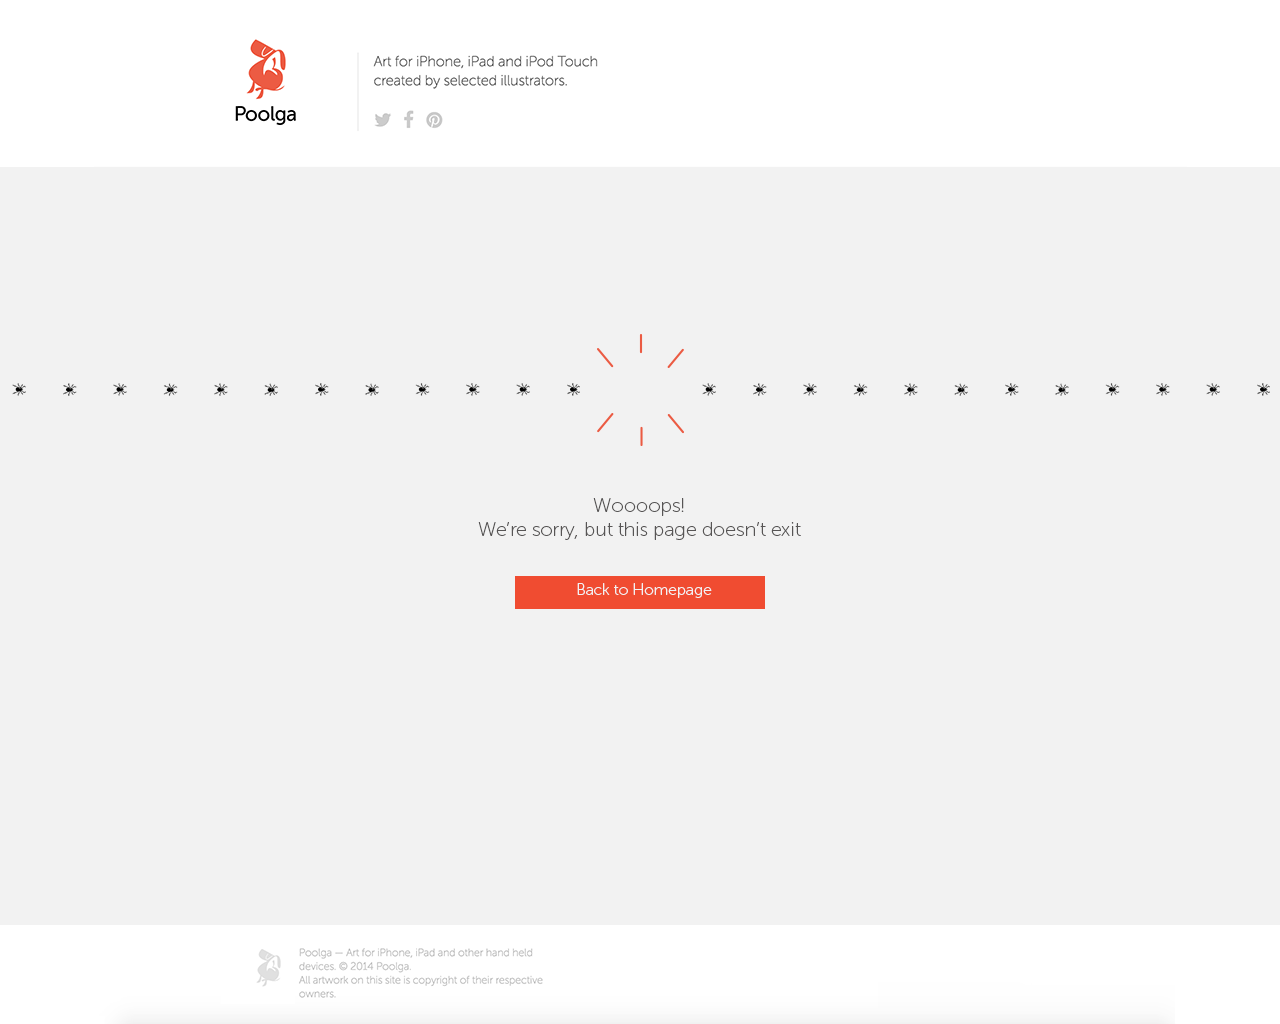 Poolga
Art for iPhone, iPad and iPod Touch
created by selected illustrators.
Woooops!
We're sorry, but this page doesn't exit
Back to Homepage
Poolga — Art for iPhone, iPad and other hand held
devices. © 2014 Poolga.
All artwork on this site is copyright of their respective
owners.